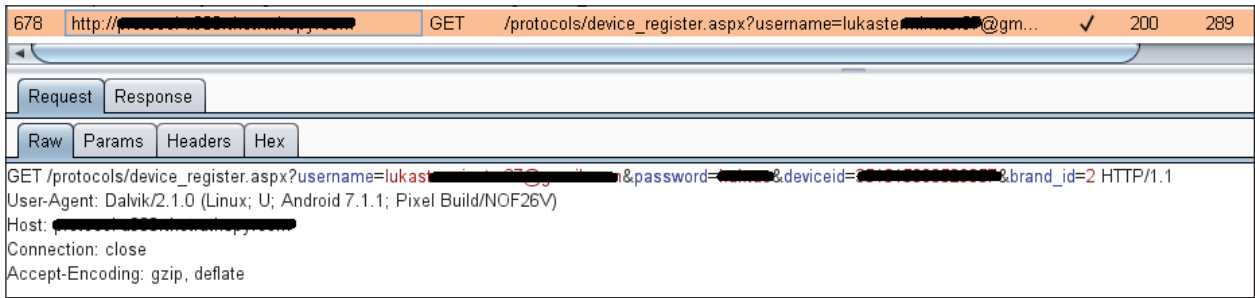 678 http:// GET /protocols/device_register.aspx?username=lukaste @gm... ✓ 200 289
Request Response
Raw Params Headers Hex
GET /protocols/device_register.aspx?username=lukast &password= &deviceid= &brand_id=2 HTTP/1.1
User-Agent: Dalvik/2.1.0 (Linux; U; Android 7.1.1; Pixel Build/NOF26V)
Host:
Connection: close
Accept-Encoding: gzip, deflate